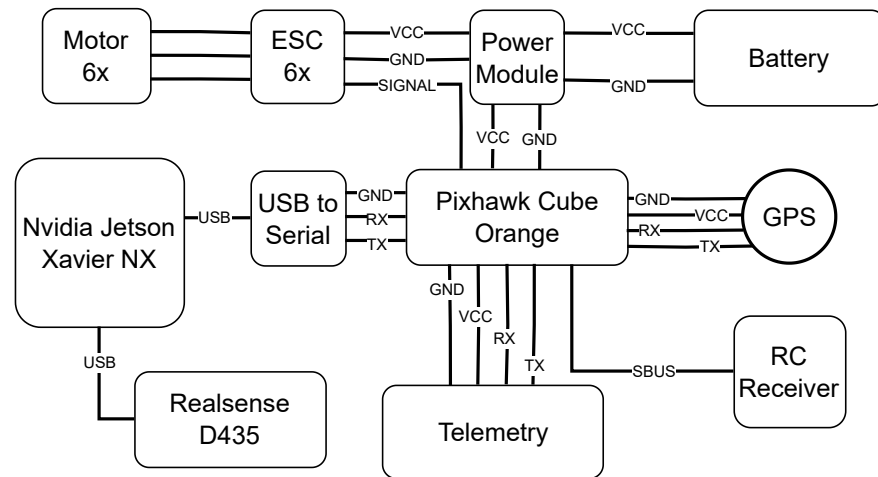 Motor
6x
ESC
6x
VCC
GND
SIGNAL
Power
Module
VCC
GND
Battery
VCC
GND
Nvidia Jetson
Xavier NX
USB
USB to
Serial
GND
RX
TX
Pixhawk Cube
Orange
GND
VCC
RX
TX
GPS
USB
Realsense
D435
GND
VCC
RX
TX
Telemetry
SBUS
RC
Receiver